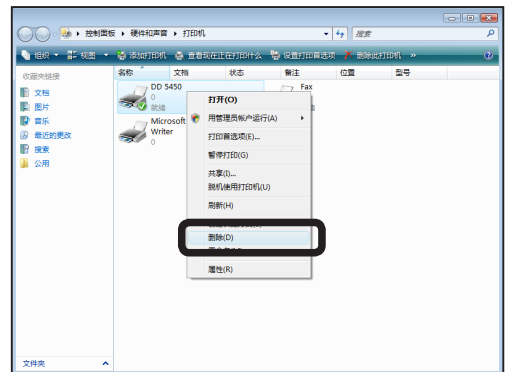 控制面板 ▸ 硬件和声音 ▸ 打印机
搜索
组织 视图 添加打印机 查看现在正在打印什么 设置打印首选项 删除此打印机 »
收藏夹链接
文档
图片
音乐
最近的更改
搜索
公用
文件夹
名称 文档 状态 备注 位置 型号
DD 5450
0
就绪
Fax
Microsoft
Writer
0
打开(O)
用管理员帐户运行(A)
打印首选项(E)...
暂停打印(G)
共享(I)...
脱机使用打印机(U)
刷新(H)
删除(D)
属性(R)